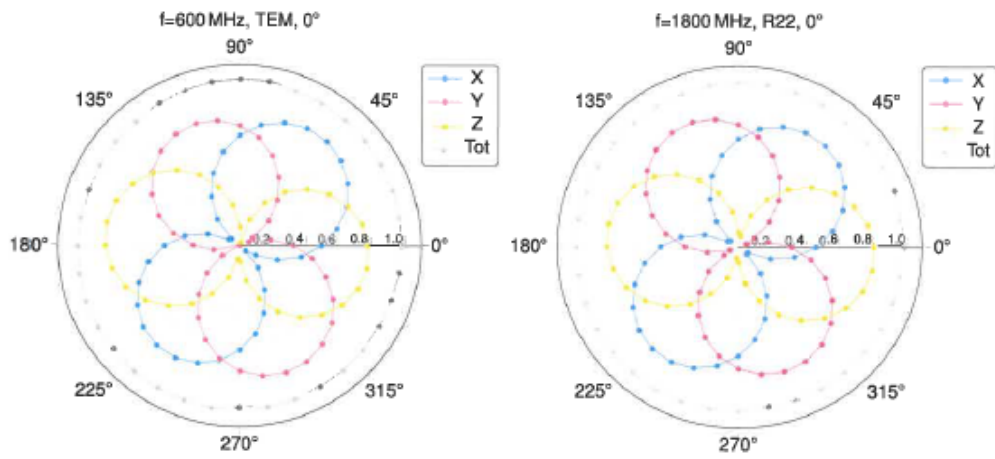 f=600 MHz, TEM, 0°
90°
135°
45°
X
Y
Z
Tot
180°
0.2 0.4 0.6 0.8 1.0
0°
225°
315°
270°
f=1800 MHz, R22, 0°
90°
135°
45°
X
Y
Z
Tot
180°
0.2 0.4 0.6 0.8 1.0
0°
225°
315°
270°